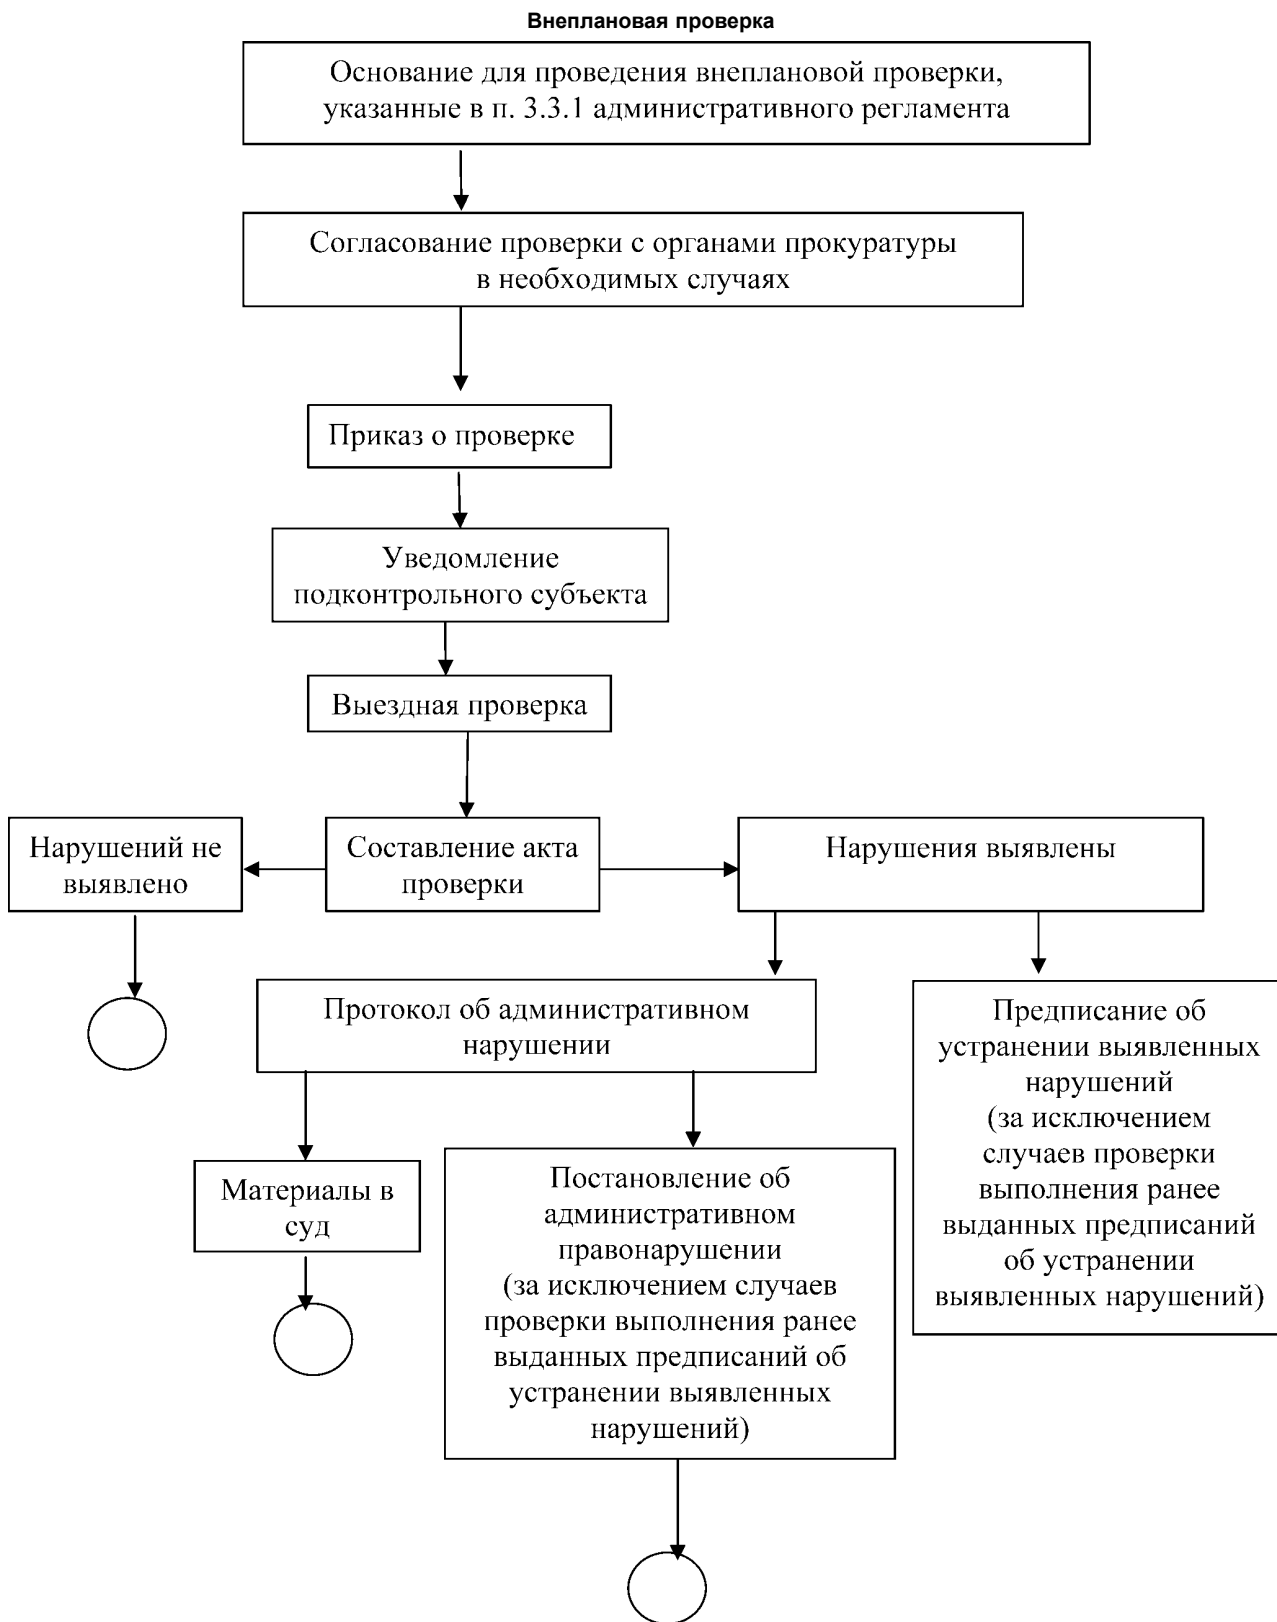 Внеплановая проверка
Основание для проведения внеплановой проверки,
указанные в п. 3.3.1 административного регламента
Согласование проверки с органами прокуратуры
в необходимых случаях
Приказ о проверке
Уведомление
подконтрольного субъекта
Выездная проверка
Нарушений не
выявлено
Составление акта
проверки
Нарушения выявлены
Протокол об административном
нарушении
Предписание об
устранении выявленных
нарушений
(за исключением
случаев проверки
выполнения ранее
выданных предписаний
об устранении
выявленных нарушений)
Материалы в
суд
Постановление об
административном
правонарушении
(за исключением случаев
проверки выполнения ранее
выданных предписаний об
устранении выявленных
нарушений)